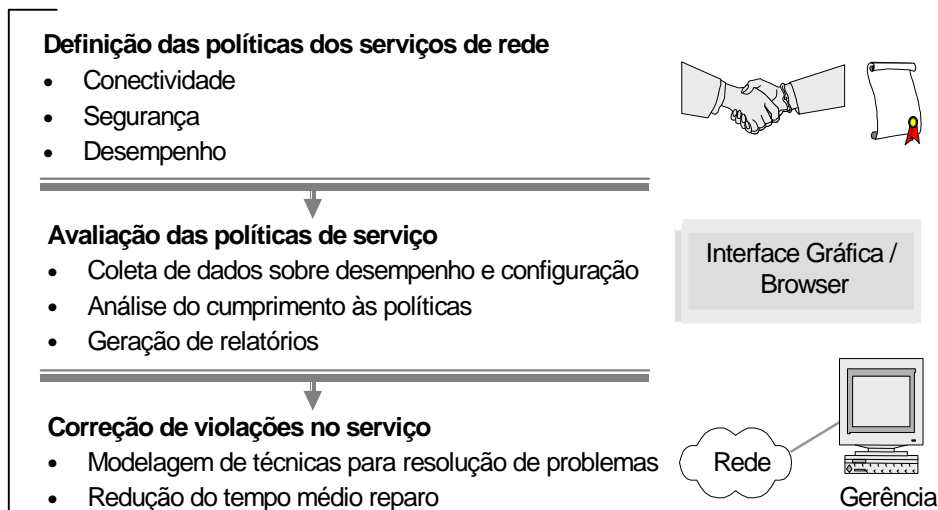 Definição das políticas dos serviços de rede
• Conectividade
• Segurança
• Desempenho
Avaliação das políticas de serviço
• Coleta de dados sobre desempenho e configuração
• Análise do cumprimento às políticas
• Geração de relatórios
Interface Gráfica /
Browser
Correção de violações no serviço
• Modelagem de técnicas para resolução de problemas
• Redução do tempo médio reparo
Rede
Gerência